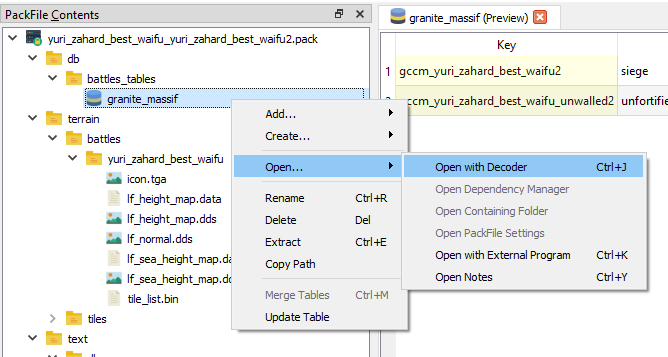 PackFile Contents
yuri_zahard_best_waifu_yuri_zahard_best_waifu2.pack
db
battles_tables
granite_massif
terrain
battles
yuri_zahard_best_waifu
icon.tga
lf_height_map.data
lf_height_map.dds
lf_normal.dds
lf_sea_height_map.da
lf_sea_height_map.d
tile_list.bin
tiles
text
Add...
Create...
Open...
Rename Ctrl+R
Delete Del
Extract Ctrl+E
Copy Path
Merge Tables Ctrl+M
Update Table
Open with Decoder Ctrl+J
Open Dependency Manager
Open Containing Folder
Open PackFile Settings
Open with External Program Ctrl+K
Open Notes Ctrl+Y
granite_massif (Preview)
Key
1 gccm_yuri_zahard_best_waifu2 siege
ccm_yuri_zahard_best_waifu_unwalled2 unfortifie